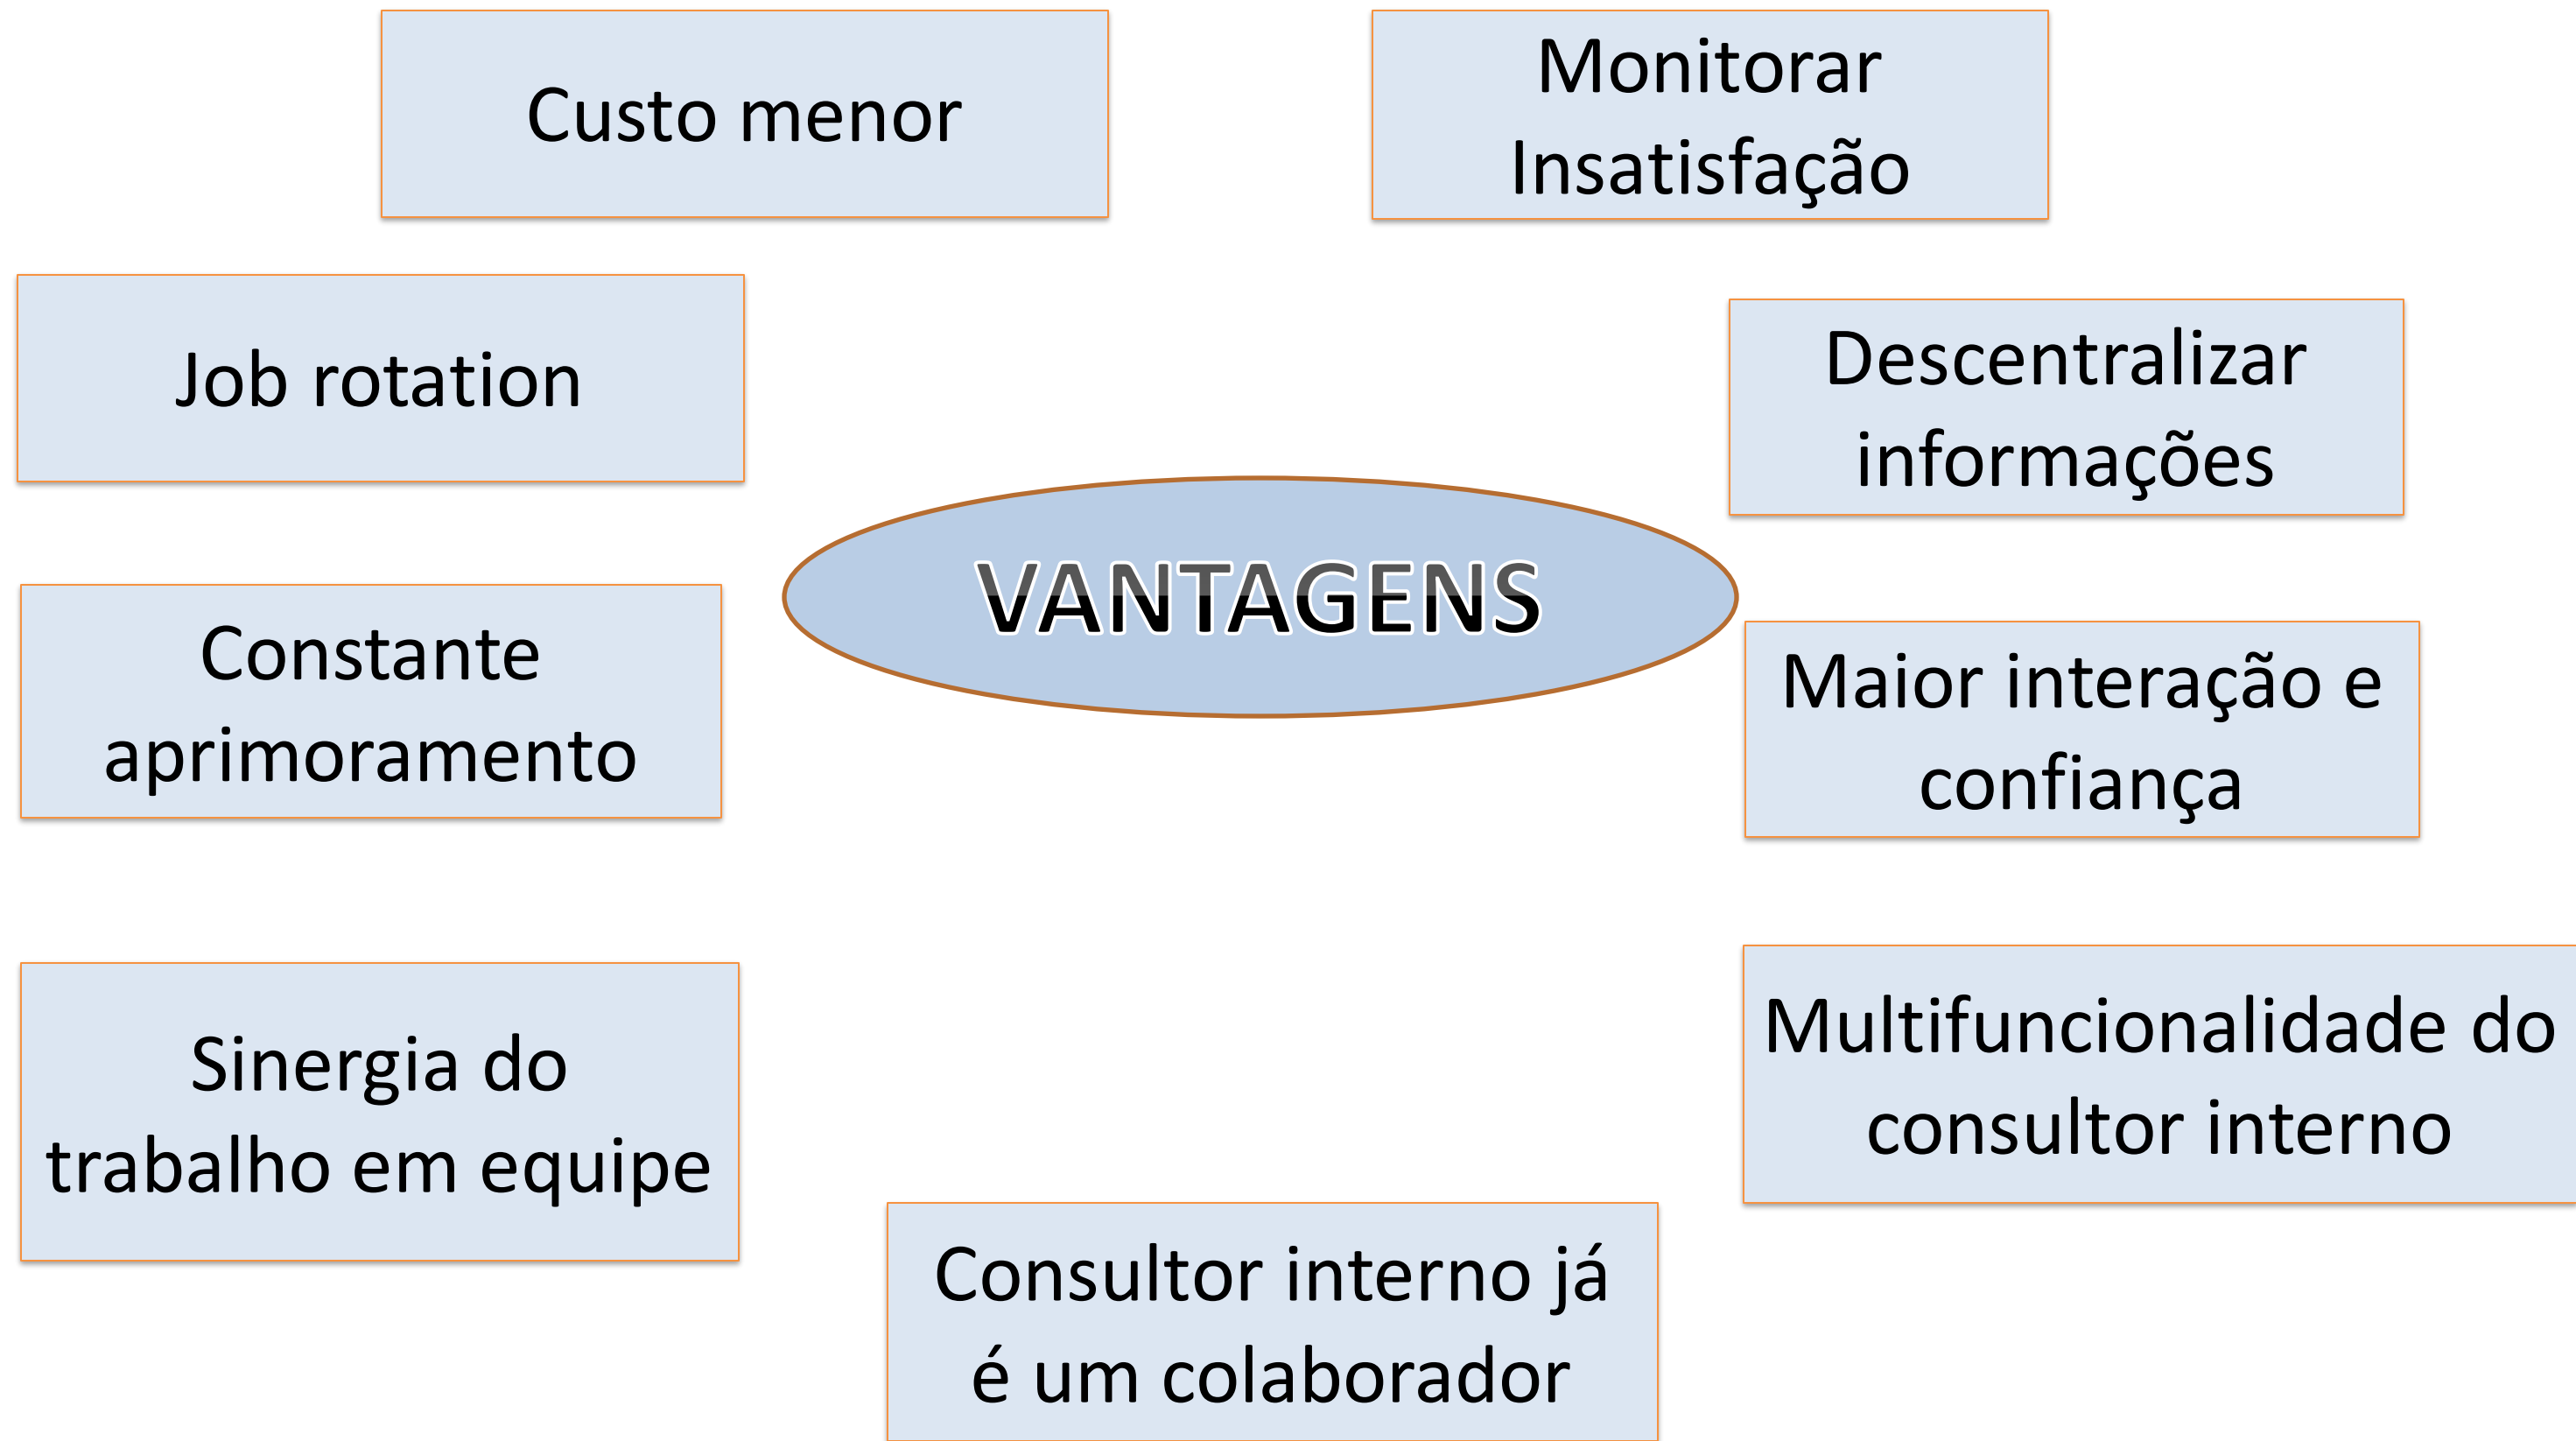 Custo menor
Monitorar
Insatisfação
Job rotation
Descentralizar
informações
VANTAGENS
Constante
aprimoramento
Maior interação e
confiança
Sinergia do
trabalho em equipe
Multifuncionalidade do
consultor interno
Consultor interno já
é um colaborador